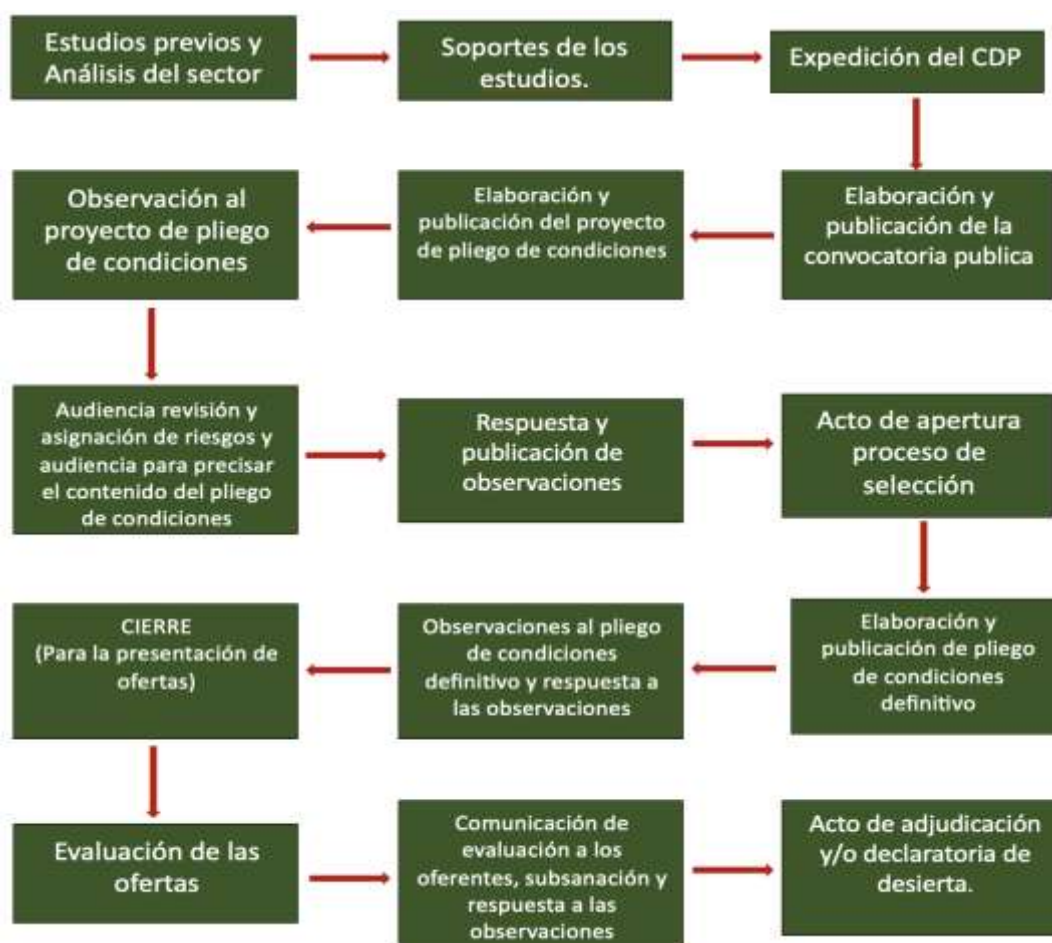 Estudios previos y
Análisis del sector
Soportes de los
estudios.
Expedición del CDP
Elaboración y
publicación de la
convocatoria publica
Elaboración y
publicación del proyecto
de pliego de condiciones
Observación al
proyecto de pliego
de condiciones
Audiencia revisión y
asignación de riesgos y
audiencia para precisar
el contenido del pliego
de condiciones
Respuesta y
publicación de
observaciones
Acto de apertura
proceso de
selección
Elaboración y
publicación de pliego
de condiciones
definitivo
Observaciones al pliego
de condiciones
definitivo y respuesta a
las observaciones
CIERRE
(Para la presentación de
ofertas)
Evaluación de las
ofertas
Comunicación de
evaluación a los
oferentes, subsanación y
respuesta a las
observaciones
Acto de adjudicación
y/o declaratoria de
desierta.